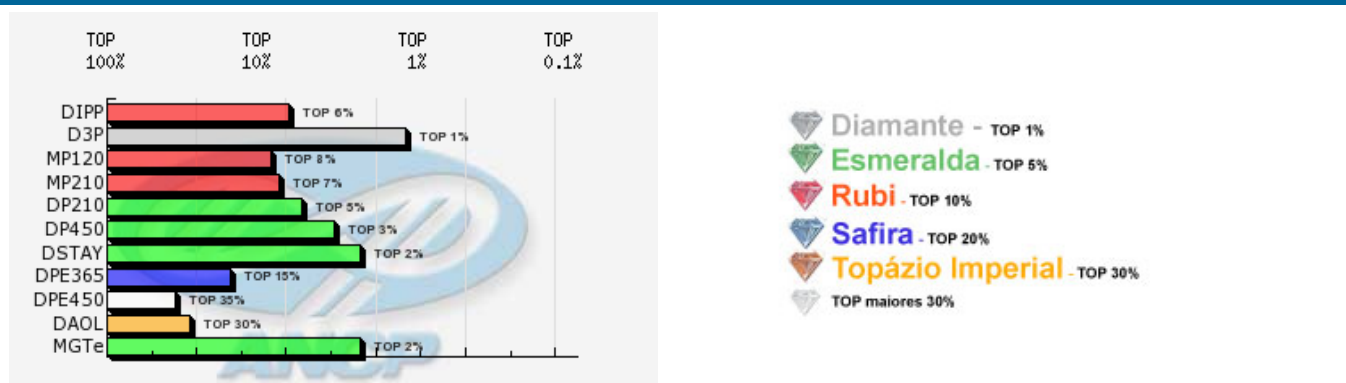 TOP TOP TOP TOP
100% 10% 1% 0.1%
DIPP TOP 6%
D3P TOP 1%
MP120 TOP 8%
MP210 TOP 7%
DP210 TOP 5%
DP450 TOP 3%
DSTAY TOP 2%
DPE365 TOP 15%
DPE450 TOP 35%
DAOL TOP 30%
MGTe TOP 2%
ANCP
Diamante - TOP 1%
Esmeralda - TOP 5%
Rubi - TOP 10%
Safira - TOP 20%
Topázio Imperial - TOP 30%
TOP maiores 30%